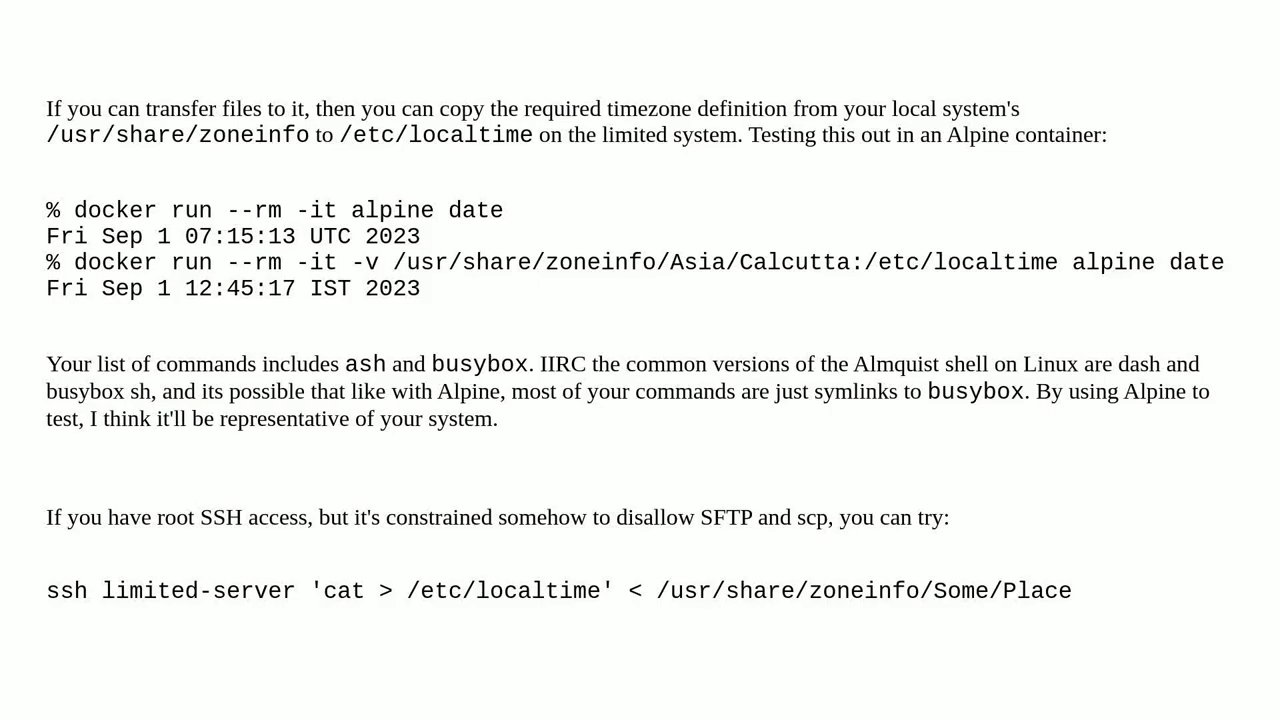 If you can transfer files to it, then you can copy the required timezone definition from your local system's
/usr/share/zoneinfo to /etc/localtime on the limited system. Testing this out in an Alpine container:
% docker run --rm -it alpine date
Fri Sep 1 07:15:13 UTC 2023
% docker run --rm -it -v /usr/share/zoneinfo/Asia/Calcutta:/etc/localtime alpine date
Fri Sep 1 12:45:17 IST 2023
Your list of commands includes ash and busybox. IIRC the common versions of the Almquist shell on Linux are dash and
busybox sh, and its possible that like with Alpine, most of your commands are just symlinks to busybox. By using Alpine to
test, I think it'll be representative of your system.
If you have root SSH access, but it's constrained somehow to disallow SFTP and scp, you can try:
ssh limited-server 'cat > /etc/localtime' < /usr/share/zoneinfo/Some/Place